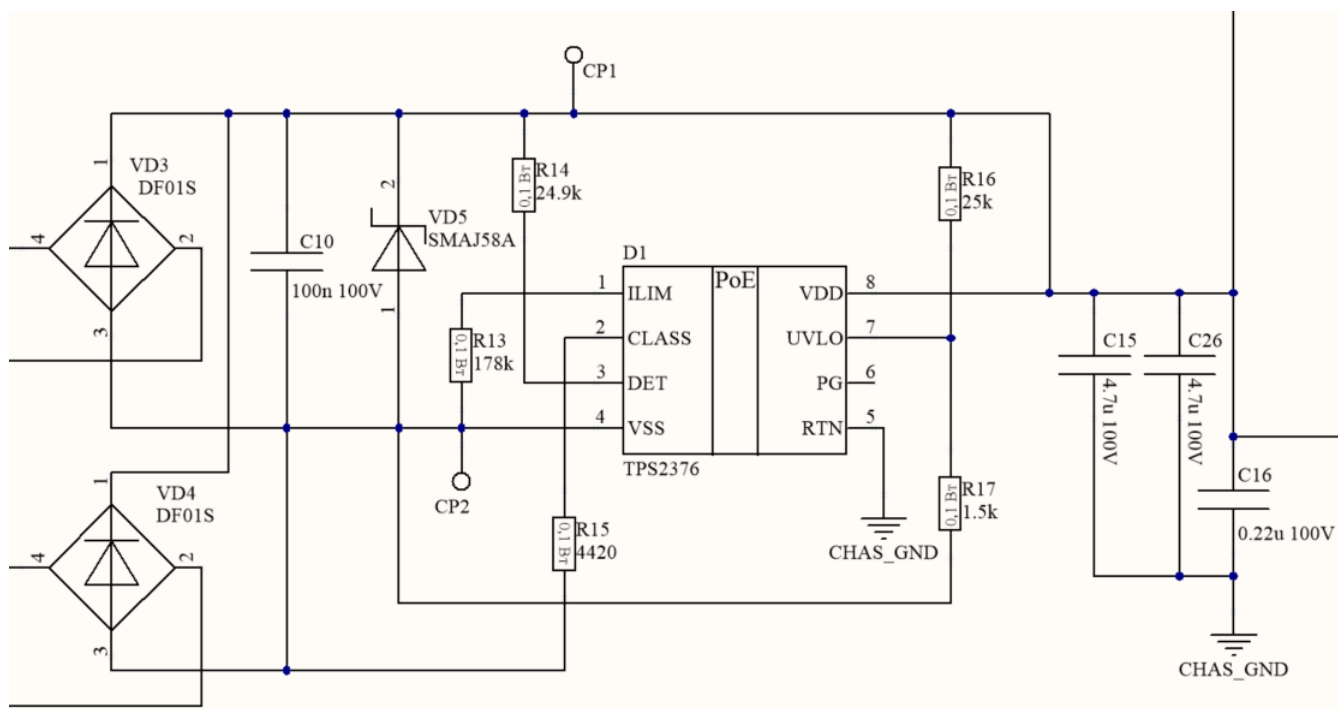 CP1
1
VD3
DF01S
4
2
3
C10
100n 100V
2
VD5
SMAJ58A
1
0,1 Вт
R14
24.9k
0,1 Вт
R16
25k
D1
PoE
1
ILIM
2
CLASS
3
DET
4
VSS
VDD
8
UVLO
7
PG
6
RTN
5
TPS2376
0,1 Вт
R13
178k
CP2
C15
4.7u 100V
C26
4.7u 100V
C16
0.22u 100V
1
VD4
DF01S
4
2
3
0,1 Вт
R15
4420
0,1 Вт
R17
1.5k
CHAS_GND
CHAS_GND